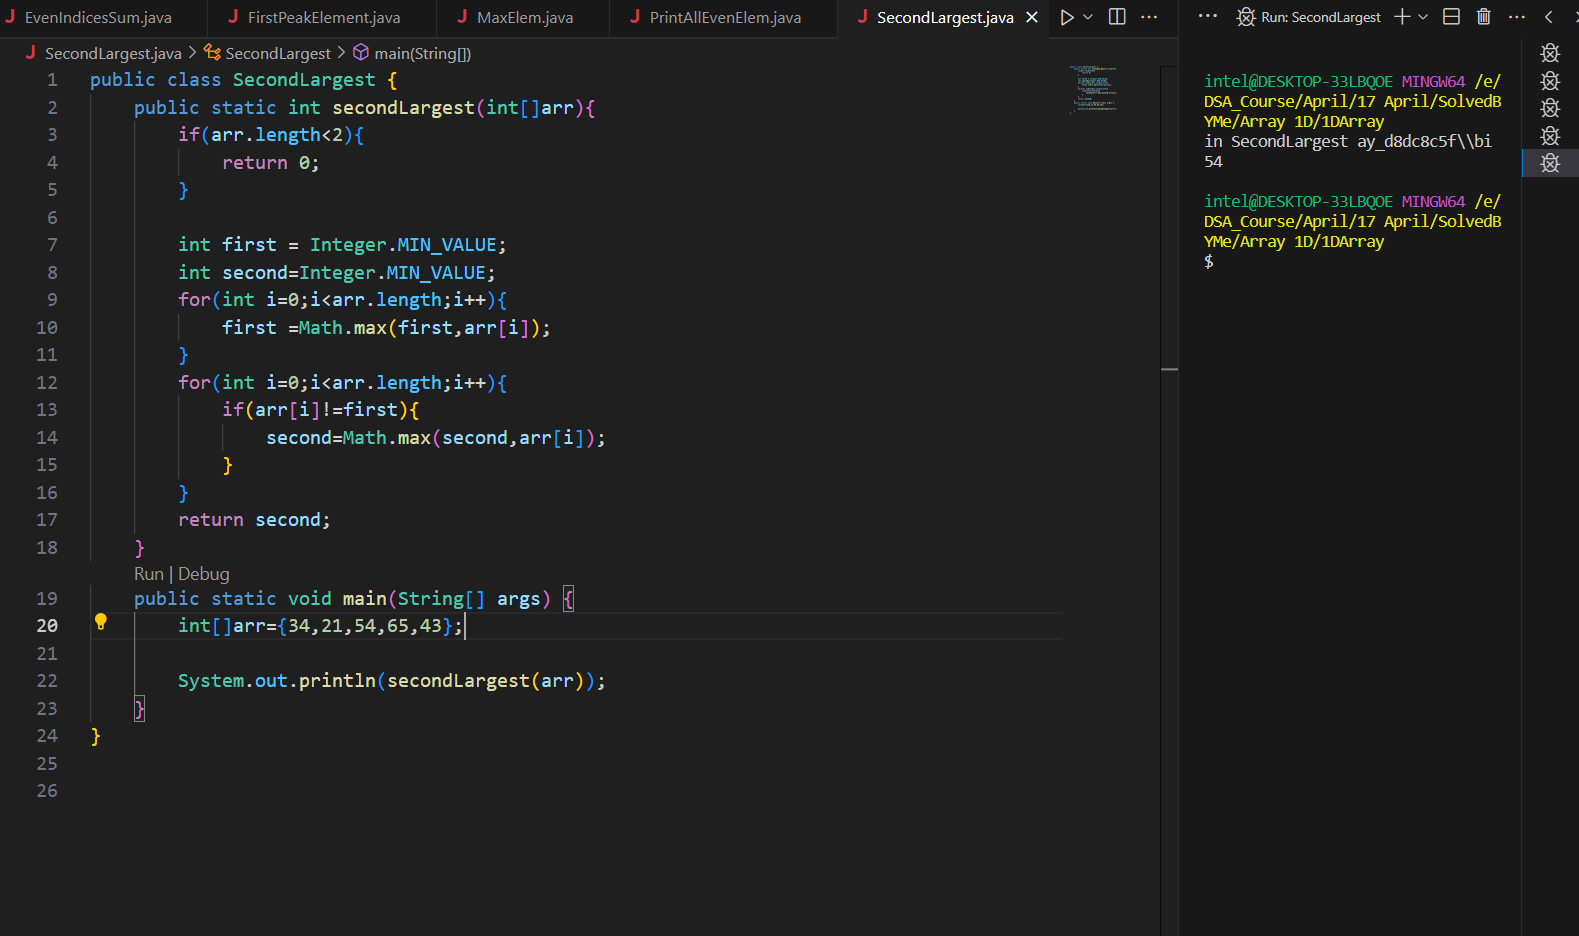 EvenIndicesSum.java
FirstPeakElement.java
MaxElem.java
PrintAllEvenElem.java
SecondLargest.java
Run: SecondLargest
SecondLargest.java > SecondLargest > main(String[])
1 public class SecondLargest {
2 public static int secondLargest(int[]arr){
3 if(arr.length<2){
4 return 0;
5 }
6
7 int first = Integer.MIN_VALUE;
8 int second=Integer.MIN_VALUE;
9 for(int i=0;i<arr.length;i++){
10 first =Math.max(first,arr[i]);
11 }
12 for(int i=0;i<arr.length;i++){
13 if(arr[i]!=first){
14 second=Math.max(second,arr[i]);
15 }
16 }
17 return second;
18 }
Run | Debug
19 public static void main(String[] args) {
20 int[]arr={34,21,54,65,43};
21
22 System.out.println(secondLargest(arr));
23 }
24 }
25
26
intel@DESKTOP-33LBQOE MINGW64 /e/
DSA_Course/April/17 April/SolvedB
YMe/Array 1D/1DArray
in SecondLargest ay_d8dc8c5f\\bi
54
intel@DESKTOP-33LBQOE MINGW64 /e/
DSA_Course/April/17 April/SolvedB
YMe/Array 1D/1DArray
$